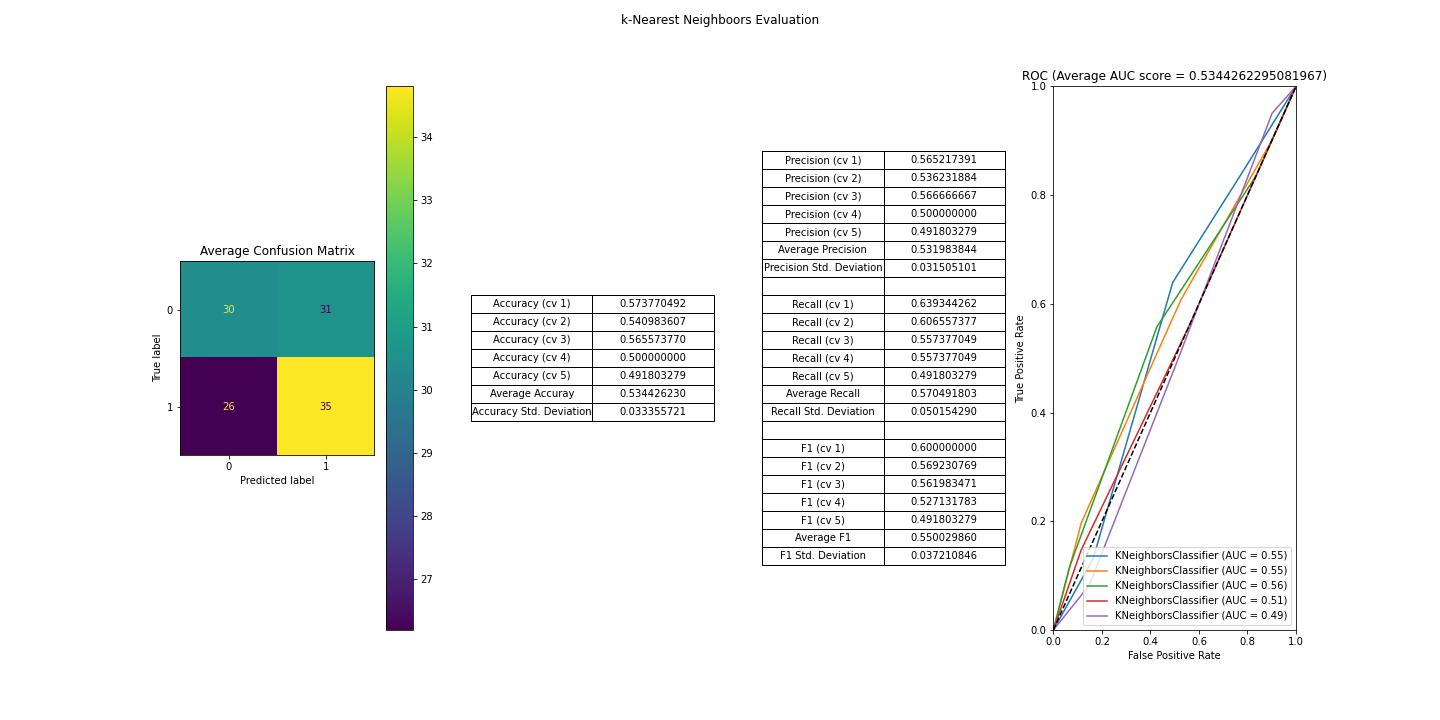 k-Nearest Neighboors Evaluation
Average Confusion Matrix
30 31
26 35
0
1
True label
0 1
Predicted label
34
33
32
31
30
29
28
27
Accuracy (cv 1) 0.573770492
Accuracy (cv 2) 0.540983607
Accuracy (cv 3) 0.565573770
Accuracy (cv 4) 0.500000000
Accuracy (cv 5) 0.491803279
Average Accuray 0.534426230
Accuracy Std. Deviation 0.033355721
Precision (cv 1) 0.565217391
Precision (cv 2) 0.536231884
Precision (cv 3) 0.566666667
Precision (cv 4) 0.500000000
Precision (cv 5) 0.491803279
Average Precision 0.531983844
Precision Std. Deviation 0.031505101
Recall (cv 1) 0.639344262
Recall (cv 2) 0.606557377
Recall (cv 3) 0.557377049
Recall (cv 4) 0.557377049
Recall (cv 5) 0.491803279
Average Recall 0.570491803
Recall Std. Deviation 0.050154290
F1 (cv 1) 0.600000000
F1 (cv 2) 0.569230769
F1 (cv 3) 0.561983471
F1 (cv 4) 0.527131783
F1 (cv 5) 0.491803279
Average F1 0.550029860
F1 Std. Deviation 0.037210846
ROC (Average AUC score = 0.5344262295081967)
1.0
0.8
0.6
0.4
0.2
0.0
True Positive Rate
KNeighborsClassifier (AUC = 0.55)
KNeighborsClassifier (AUC = 0.55)
KNeighborsClassifier (AUC = 0.56)
KNeighborsClassifier (AUC = 0.51)
KNeighborsClassifier (AUC = 0.49)
0.0 0.2 0.4 0.6 0.8 1.0
False Positive Rate